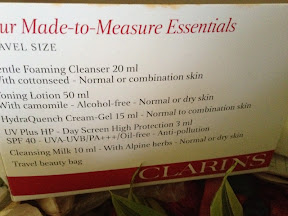 ur Made-to-Measure Essentials
AVEL SIZE
entle Foaming Cleanser 20 ml
With cottonseed - Normal or combination skin
oning Lotion 50 ml
With camomile - Alcohol-free - Normal or dry skin
HydraQuench Cream-Gel 15 ml - Normal to combination skin
UV Plus HP - Day Screen High Protection 3 ml
SPF 40 - UVA-UVB/PA+++ - Oil-free - Anti-pollution
Cleansing Milk 10 ml - With Alpine herbs - Normal or dry skin
Travel beauty bag
CLARINS